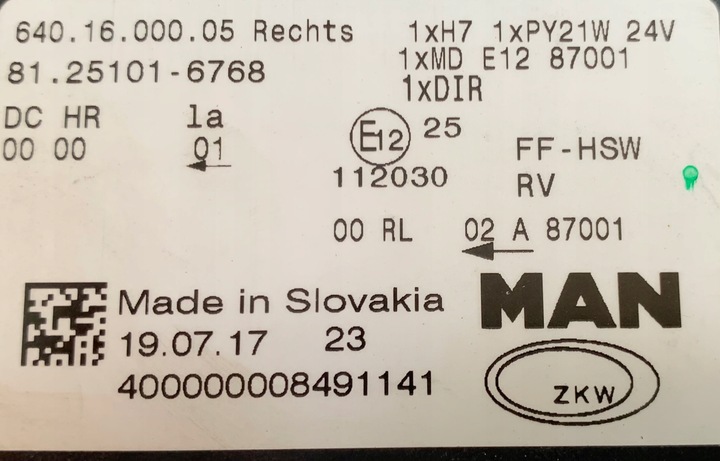 640.16.000.05 Rechts 1xH7 1xPY21W 24V
81.25101-6768 1xMD E12 87001
1xDIR
DC HR 1a
00 00 01
E12 25 FF-HSW
112030 RV
00 RL 02 A 87001
Made in Slovakia MAN
19.07.17 23
400000008491141 ZKW